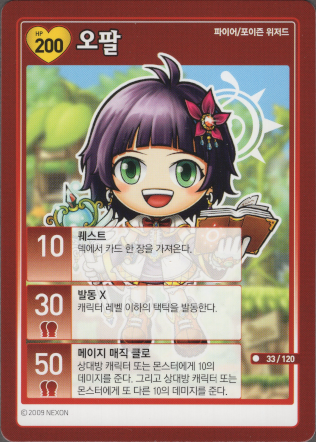 HP
200
오팔
파이어/포이즌 위저드
10
퀘스트
덱에서 카드 한 장을 가져온다.
30
발동 X
캐릭터 레벨 이하의 택틱을 발동한다.
33 / 120
50
메이지 매직 클로
상대방 캐릭터 또는 몬스터에게 10의
데미지를 준다. 그리고 상대방 캐릭터 또는
몬스터에게 또 다른 10의 데미지를 준다.
©2009 NEXON